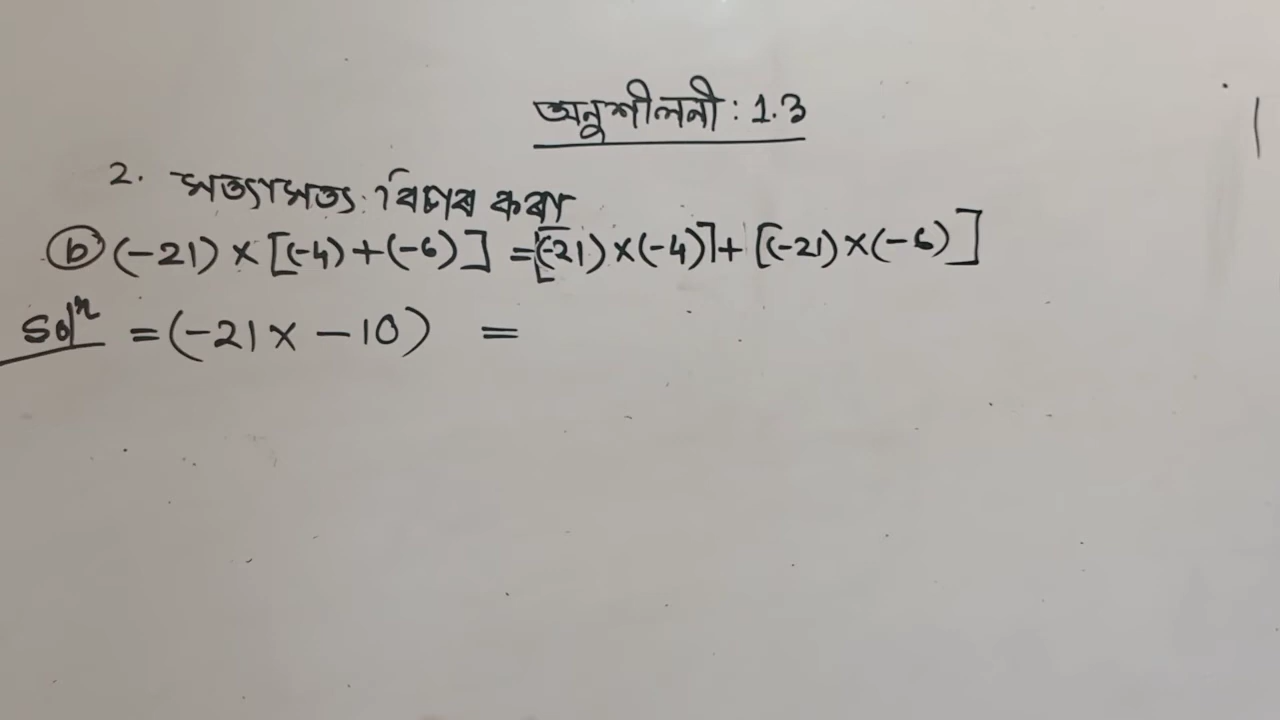 অনুশীলনী : 1.3
2. সত্যাসত্য বিচাৰ কৰা
ⓑ (-21) × [(-4) + (-6)] = [(-21) × (-4)] + [(-21) × (-6)]
Solⁿ = (-21 × -10) =